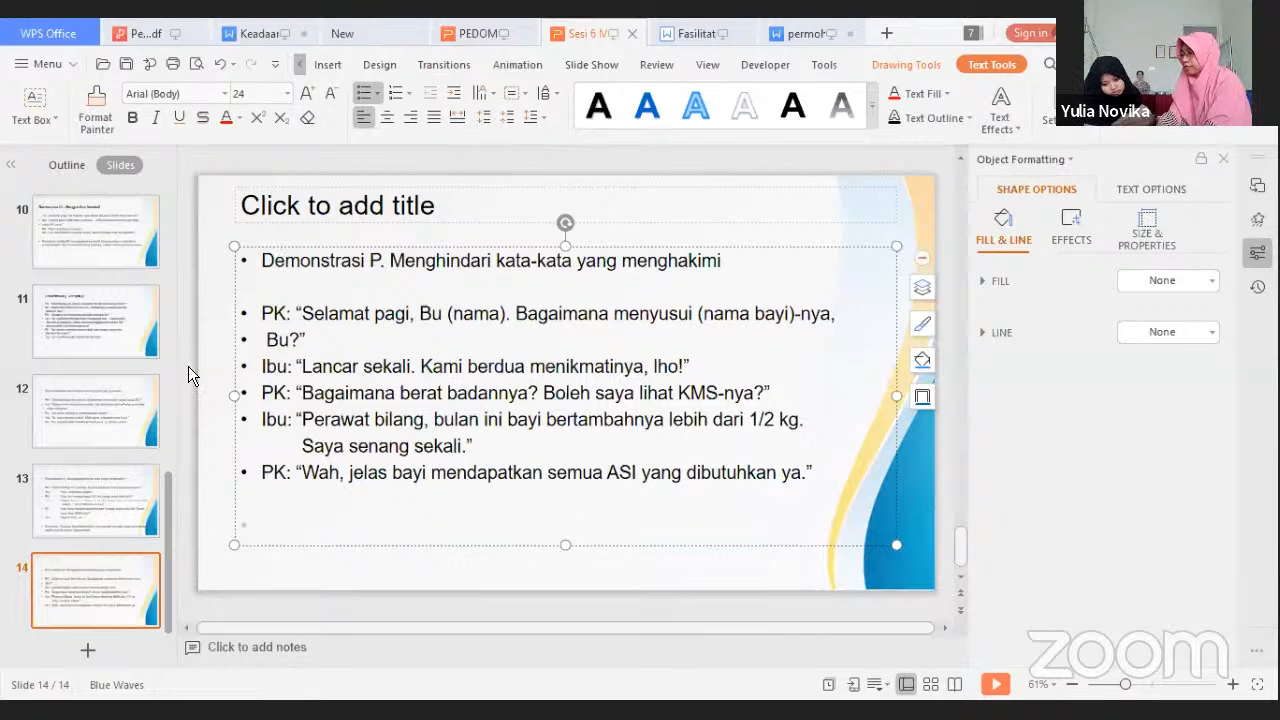 WPS Office
Pe...df
Keadaar
New
PEDOM
Sesi 6 M
Fasilitat
permoh
7
Sign in
Menu
Insert
Design
Transitions
Animation
Slide Show
Review
View
Developer
Tools
Drawing Tools
Text Tools
Text Box
Format
Painter
Arial (Body)
24
Text Fill
Text Outline
Text
Effects
Yulia Novika
Outline
Slides
Object Formatting
SHAPE OPTIONS
TEXT OPTIONS
FILL & LINE
EFFECTS
SIZE &
PROPERTIES
FILL
None
LINE
None
10
11
12
13
14
Click to add title
• Demonstrasi P. Menghindari kata-kata yang menghakimi
PK: “Selamat pagi, Bu (nama). Bagaimana menyusui (nama bayi)-nya,
• Bu?”
• Ibu: “Lancar sekali. Kami berdua menikmatinya, lho!”
• PK: “Bagaimana berat badannya? Boleh saya lihat KMS-nya?”
• Ibu: “Perawat bilang, bulan ini bayi bertambahnya lebih dari 1/2 kg.
Saya senang sekali.”
• PK: “Wah, jelas bayi mendapatkan semua ASI yang dibutuhkan ya.”
Click to add notes
zoom
Slide 14 / 14
Blue Waves
61%